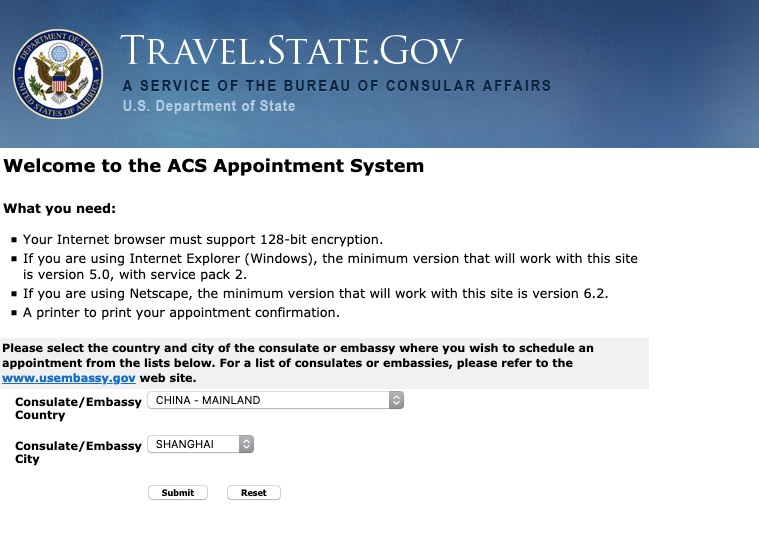 DEPARTMENT OF STATE
UNITED STATES OF AMERICA
TRAVEL.STATE.GOV
A SERVICE OF THE BUREAU OF CONSULAR AFFAIRS
U.S. Department of State
Welcome to the ACS Appointment System
What you need:
Your Internet browser must support 128-bit encryption.
If you are using Internet Explorer (Windows), the minimum version that will work with this site
is version 5.0, with service pack 2.
If you are using Netscape, the minimum version that will work with this site is version 6.2.
A printer to print your appointment confirmation.
Please select the country and city of the consulate or embassy where you wish to schedule an
appointment from the lists below. For a list of consulates or embassies, please refer to the
www.usembassy.gov web site.
Consulate/Embassy CHINA - MAINLAND
Country
Consulate/Embassy SHANGHAI
City
Submit Reset